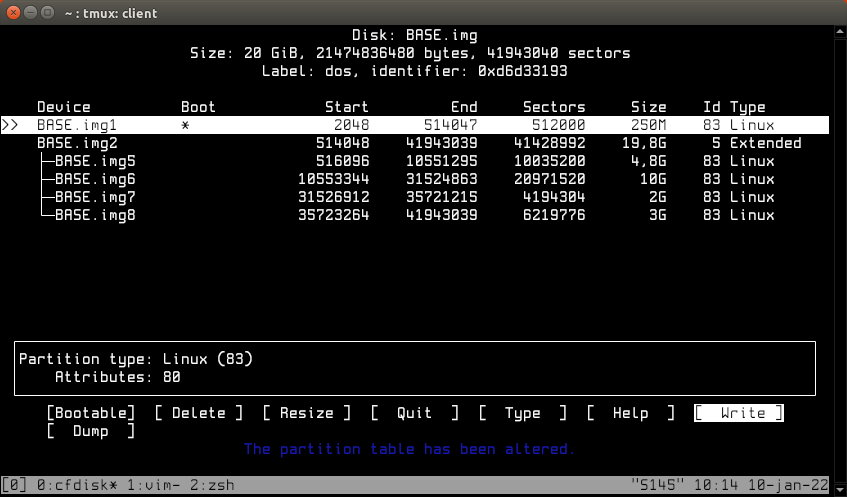 ~ : tmux: client
Disk: BASE.img
Size: 20 GiB, 21474836480 bytes, 41943040 sectors
Label: dos, identifier: 0xd6d33193
Device Boot Start End Sectors Size Id Type
>> BASE.img1 * 2048 514047 512000 250M 83 Linux
BASE.img2 514048 41943039 41428992 19,8G 5 Extended
├─BASE.img5 516096 10551295 10035200 4,8G 83 Linux
├─BASE.img6 10553344 31524863 20971520 10G 83 Linux
├─BASE.img7 31526912 35721215 4194304 2G 83 Linux
└─BASE.img8 35723264 41943039 6219776 3G 83 Linux
Partition type: Linux (83)
Attributes: 80
[Bootable] [ Delete ] [ Resize ] [ Quit ] [ Type ] [ Help ] [ Write ]
[ Dump ]
The partition table has been altered.
[0] 0:cfdisk* 1:vim- 2:zsh "S145" 10:14 10-jan-22